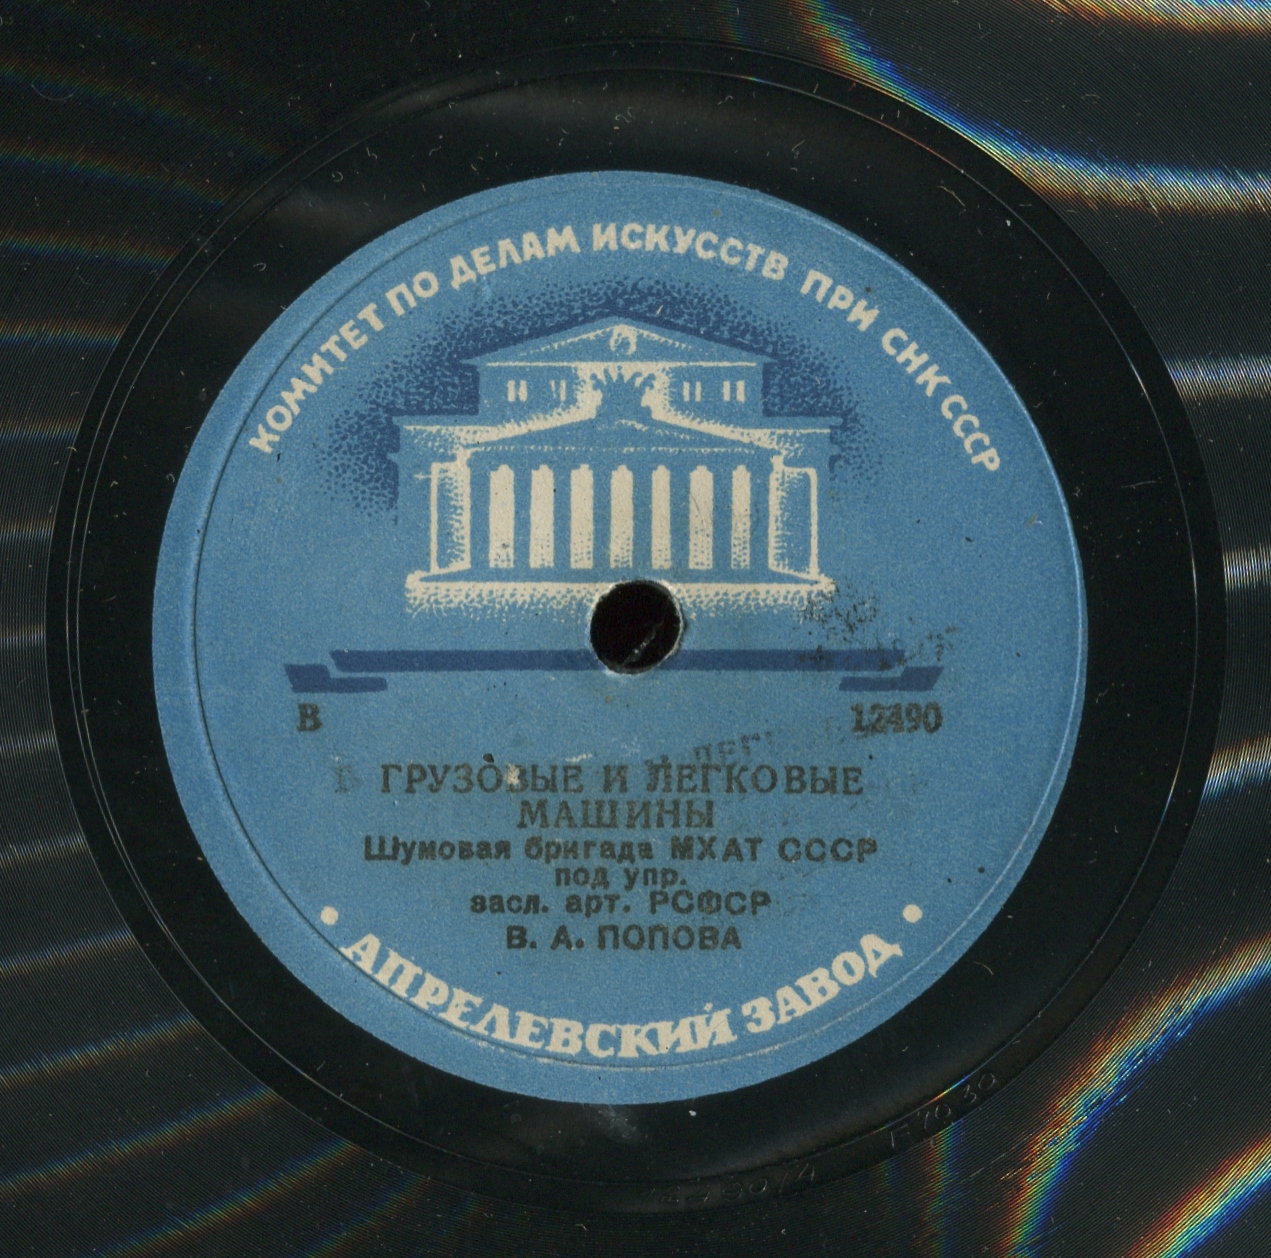 КОМИТЕТ ПО ДЕЛАМ ИСКУССТВ ПРИ СНК СССР
В 12490
ГРУЗОВЫЕ И ЛЕГКОВЫЕ
МАШИНЫ
Шумовая бригада МХАТ СССР
под упр.
засл. арт. РСФСР
В. А. ПОПОВА
• АПРЕЛЕВСКИЙ ЗАВОД •